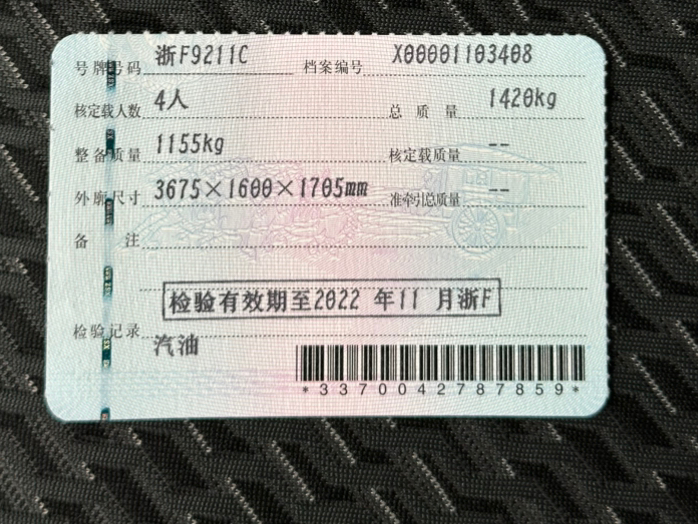 号牌号码 浙F9211C 档案编号 X00001103408
核定载人数 4人 总质量 1420kg
整备质量 1155kg 核定载质量 --
外廓尺寸 3675×1600×1705mm 准牵引总质量 --
备注
检验有效期至2022 年11 月浙F
检验记录
汽油
*3370042787859*